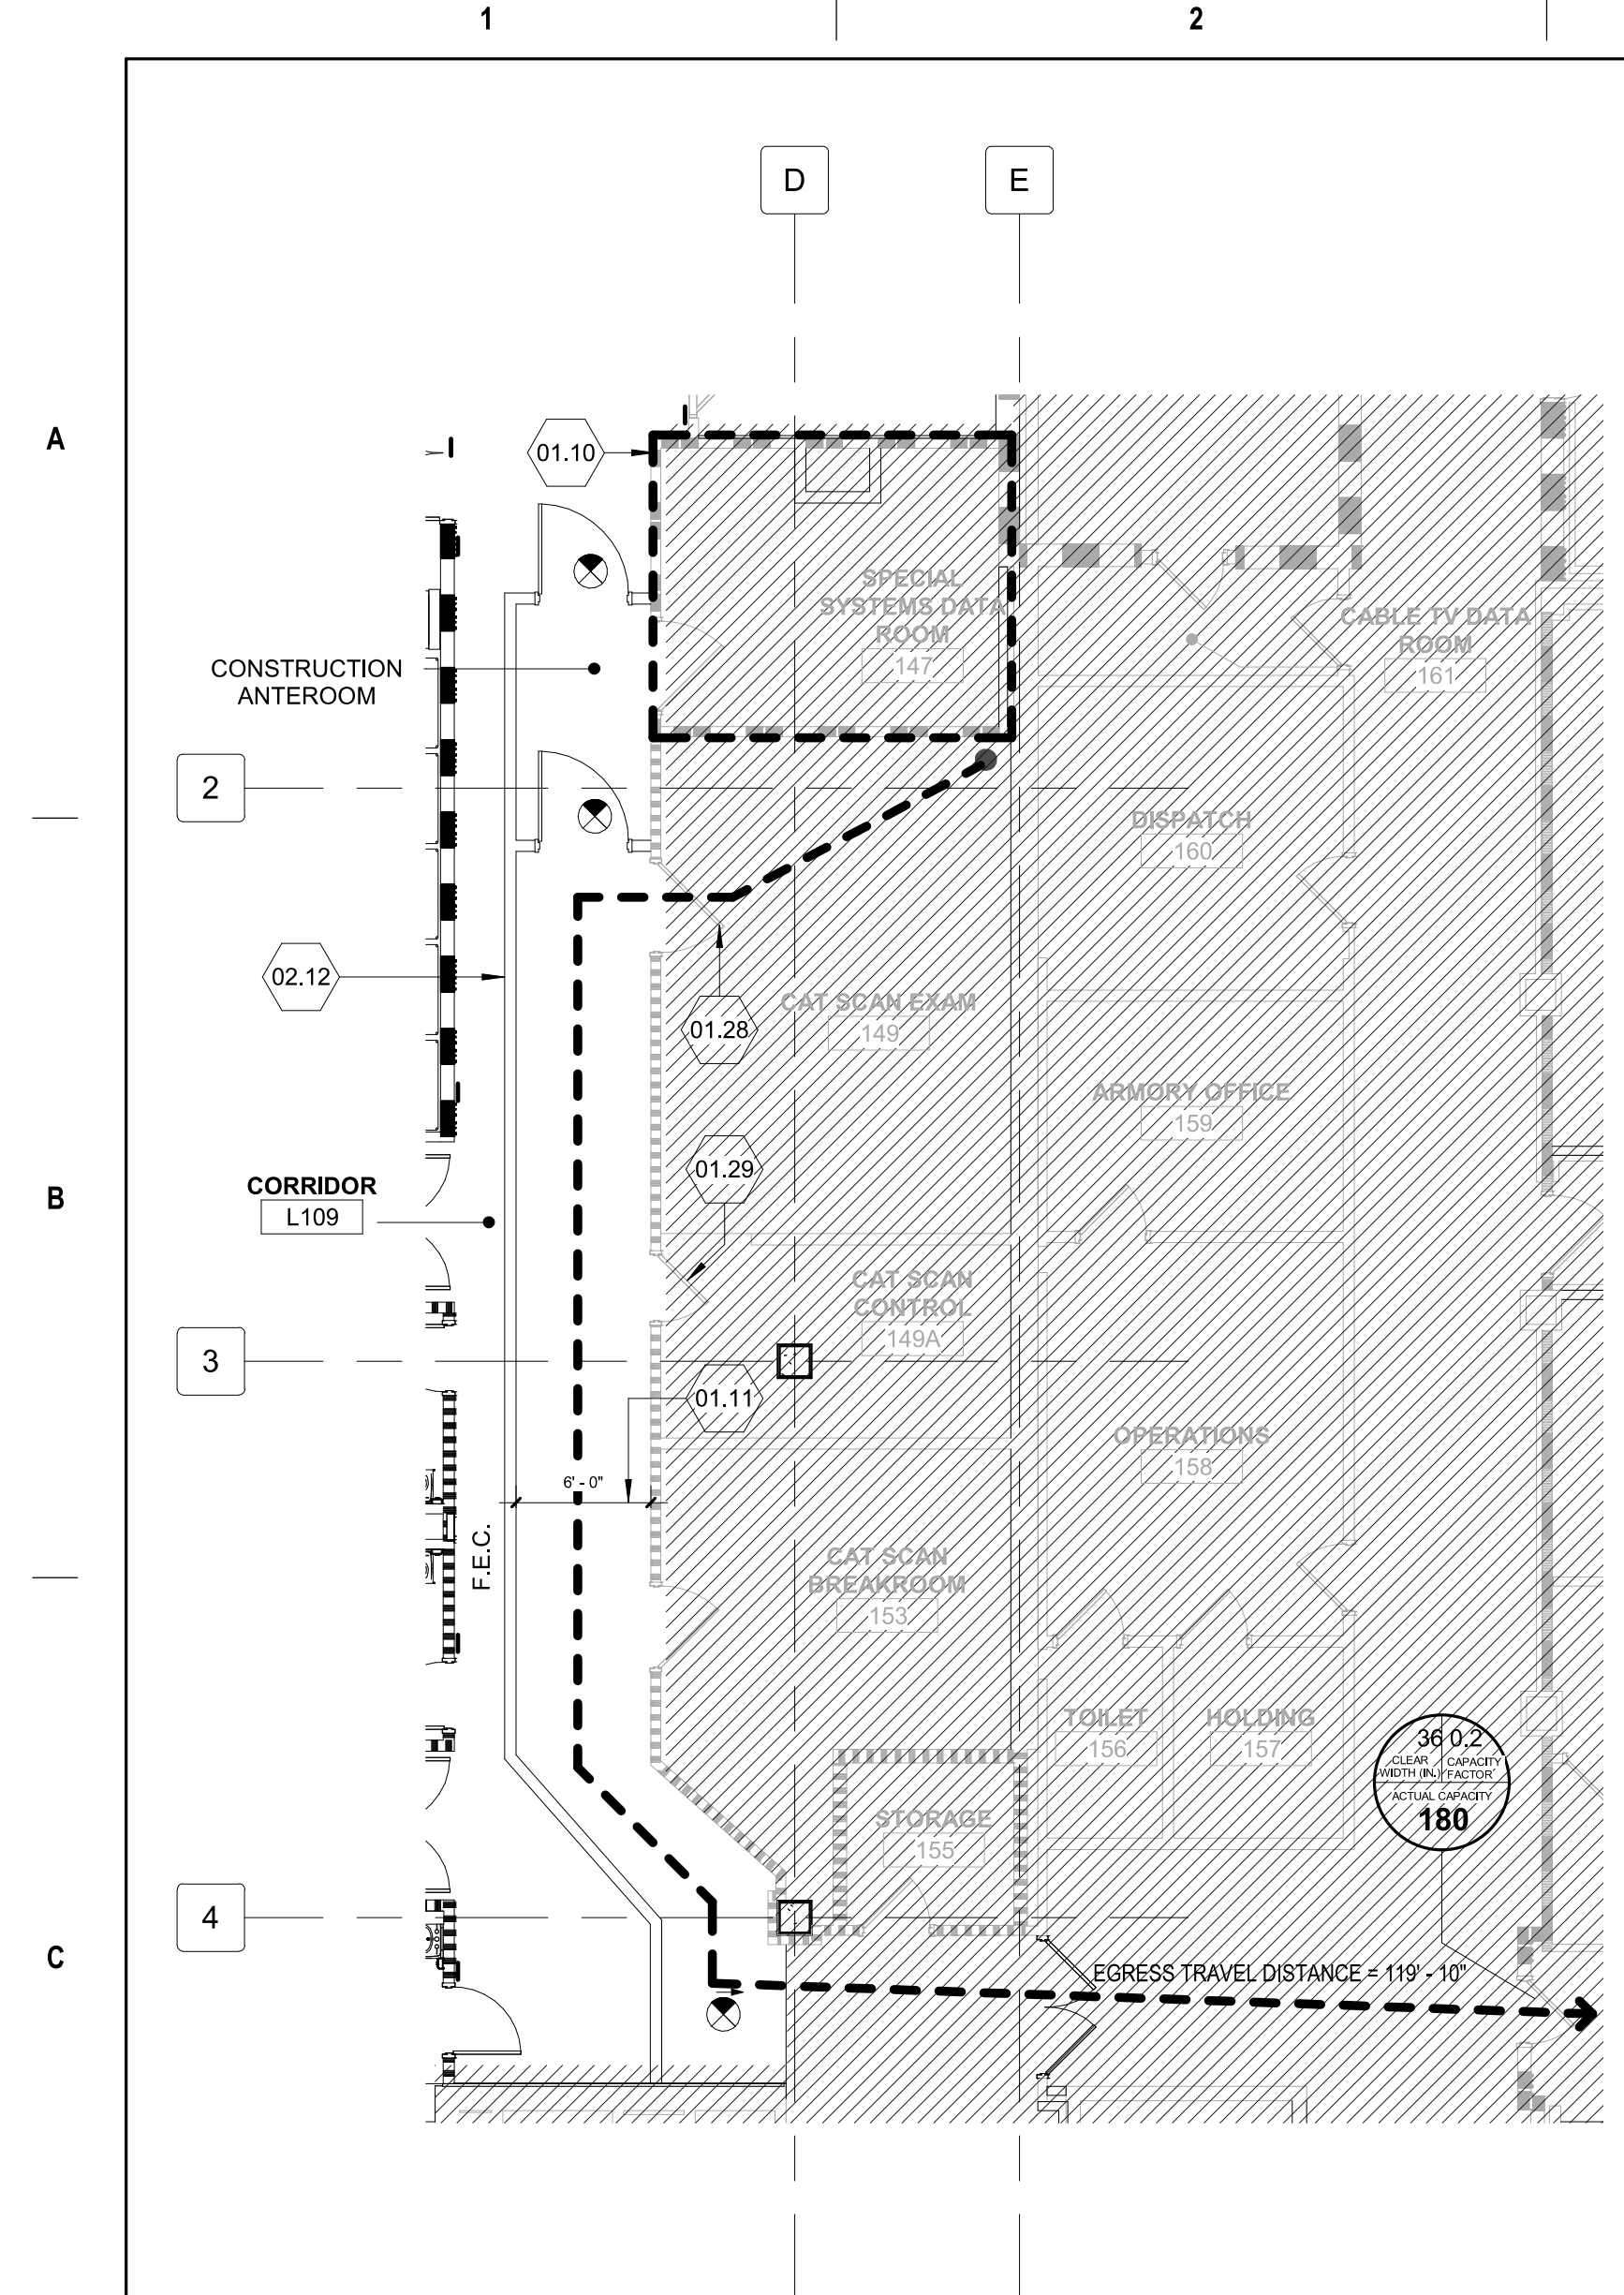 1
2
D
E
A
01.10
SPECIAL
SYSTEMS DATA
ROOM
147
CABLE TV DATA
ROOM
161
CONSTRUCTION
ANTEROOM
2
DISPATCH
160
02.12
01.28
CAT SCAN EXAM
149
ARMORY OFFICE
159
01.29
B
CORRIDOR
L109
CAT SCAN
CONTROL
149A
3
01.11
OPERATIONS
158
6' - 0"
F.E.C.
CAT SCAN
BREAKROOM
153
TOILET
156
HOLDING
157
36 0.2
CLEAR WIDTH (IN.)
CAPACITY FACTOR
ACTUAL CAPACITY
180
STORAGE
155
4
C
EGRESS TRAVEL DISTANCE = 119' - 10"